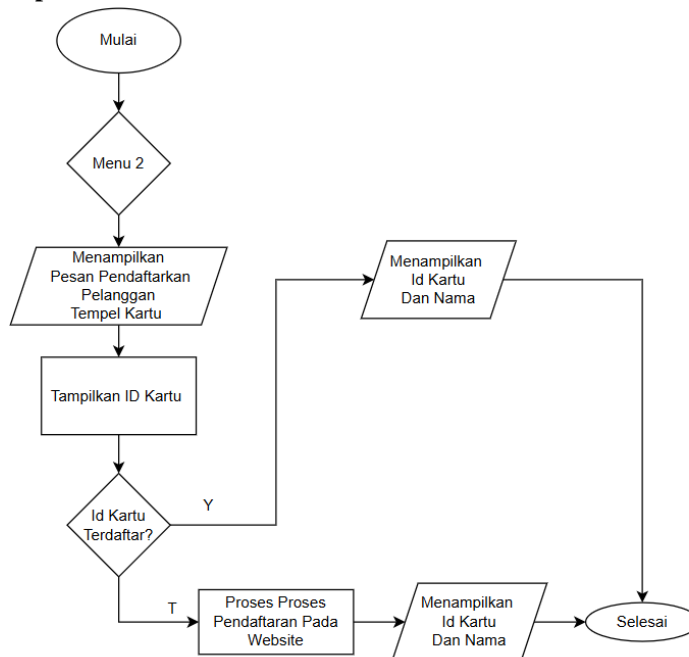 Mulai
Menu 2
Menampilkan
Pesan Pendaftarkan
Pelanggan
Tempel Kartu
Menampilkan
Id Kartu
Dan Nama
Tampilkan ID Kartu
Id Kartu
Terdaftar?
Y
T
Proses Proses
Pendaftaran Pada
Website
Menampilkan
Id Kartu
Dan Nama
Selesai